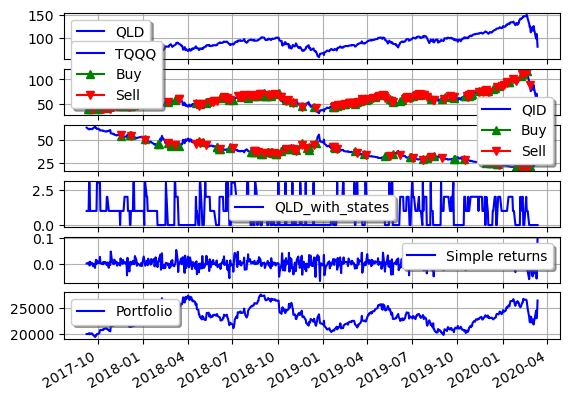 150
100
QLD
TQQQ
Buy
Sell
100
50
QID
Buy
Sell
50
25
2.5
0.0
QLD_with_states
0.1
0.0
Simple returns
25000
20000
Portfolio
2017-10
2018-01
2018-04
2018-07
2018-10
2019-01
2019-04
2019-07
2019-10
2020-01
2020-04